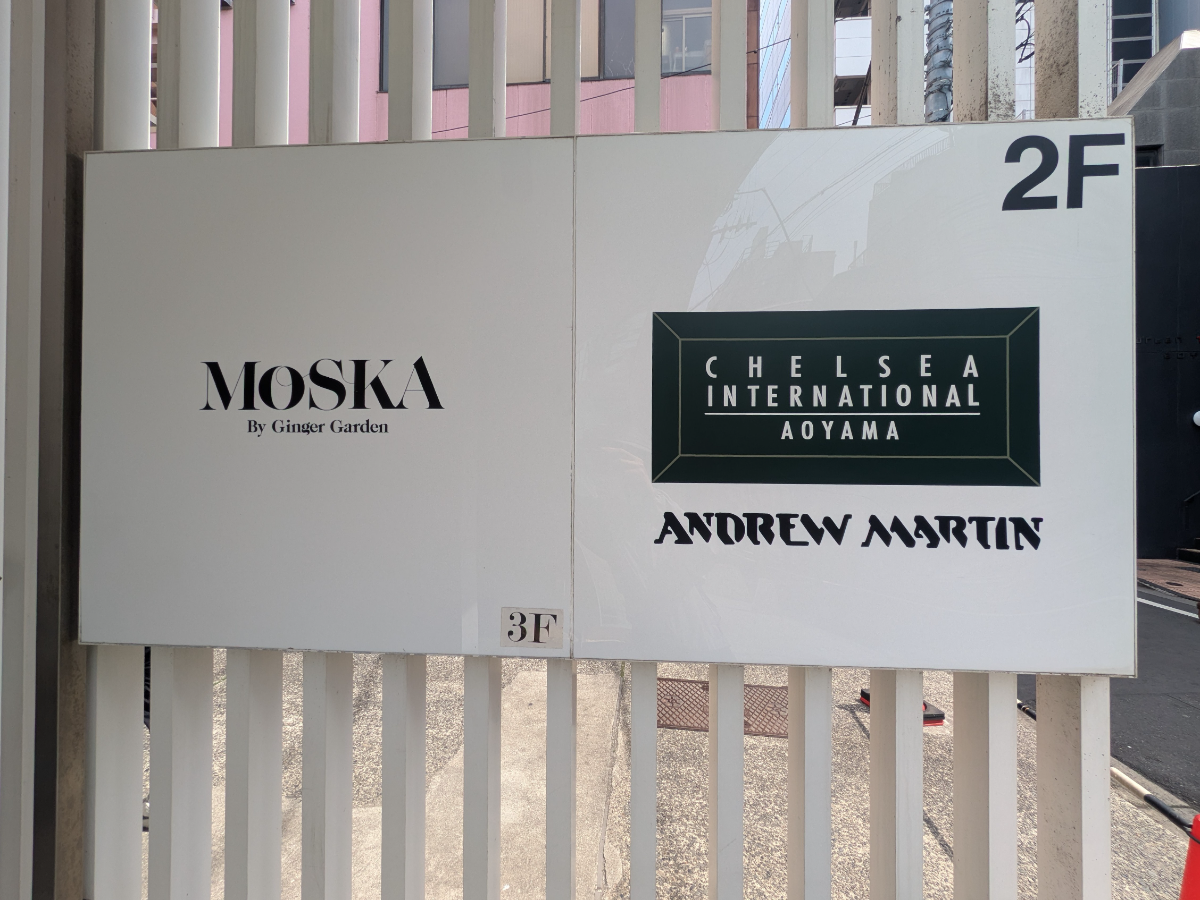 MOSKA
By Ginger Garden
3F
2F
CHELSEA
INTERNATIONAL
AOYAMA
ANDREW MARTIN